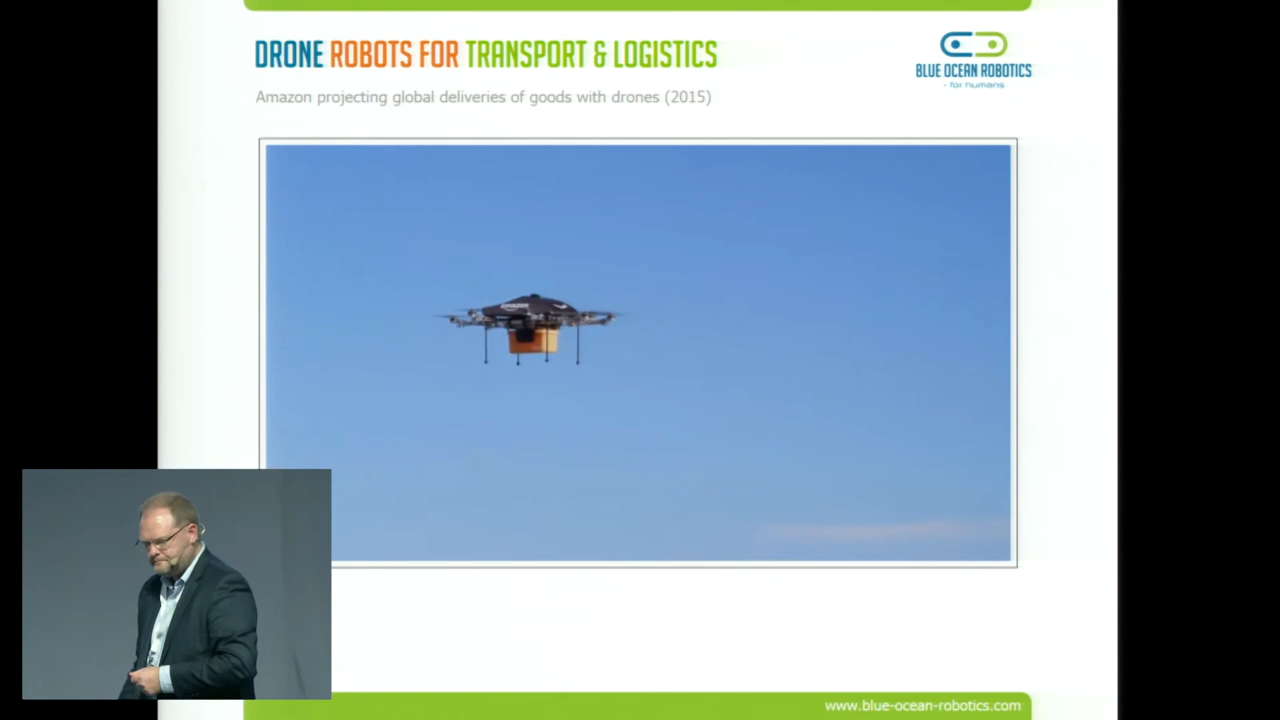 DRONE ROBOTS FOR TRANSPORT & LOGISTICS
BLUE OCEAN ROBOTICS
- for humans
Amazon projecting global deliveries of goods with drones (2015)
amazon
www.blue-ocean-robotics.com